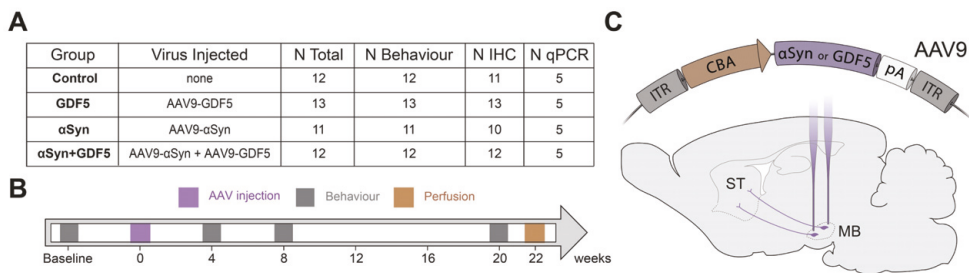 A
Group Virus Injected N Total N Behaviour N IHC N qPCR
Control none 12 12 11 5
GDF5 AAV9-GDF5 13 13 13 5
αSyn AAV9-αSyn 11 11 10 5
αSyn+GDF5 AAV9-αSyn + AAV9-GDF5 12 12 12 5
B
AAV injection Behaviour Perfusion
Baseline 0 4 8 12 16 20 22 weeks
C
AAV9
ITR CBA αSyn or GDF5 pA ITR
ST
MB